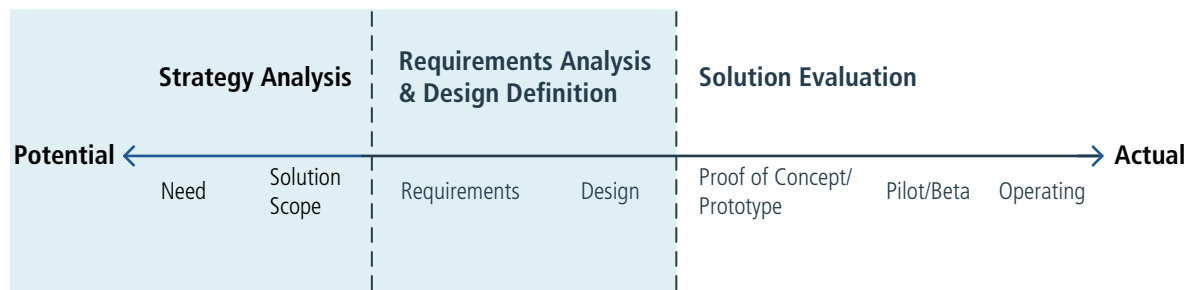 Strategy Analysis
Requirements Analysis
& Design Definition
Solution Evaluation
Potential
Actual
Need
Solution
Scope
Requirements
Design
Proof of Concept/
Prototype
Pilot/Beta
Operating